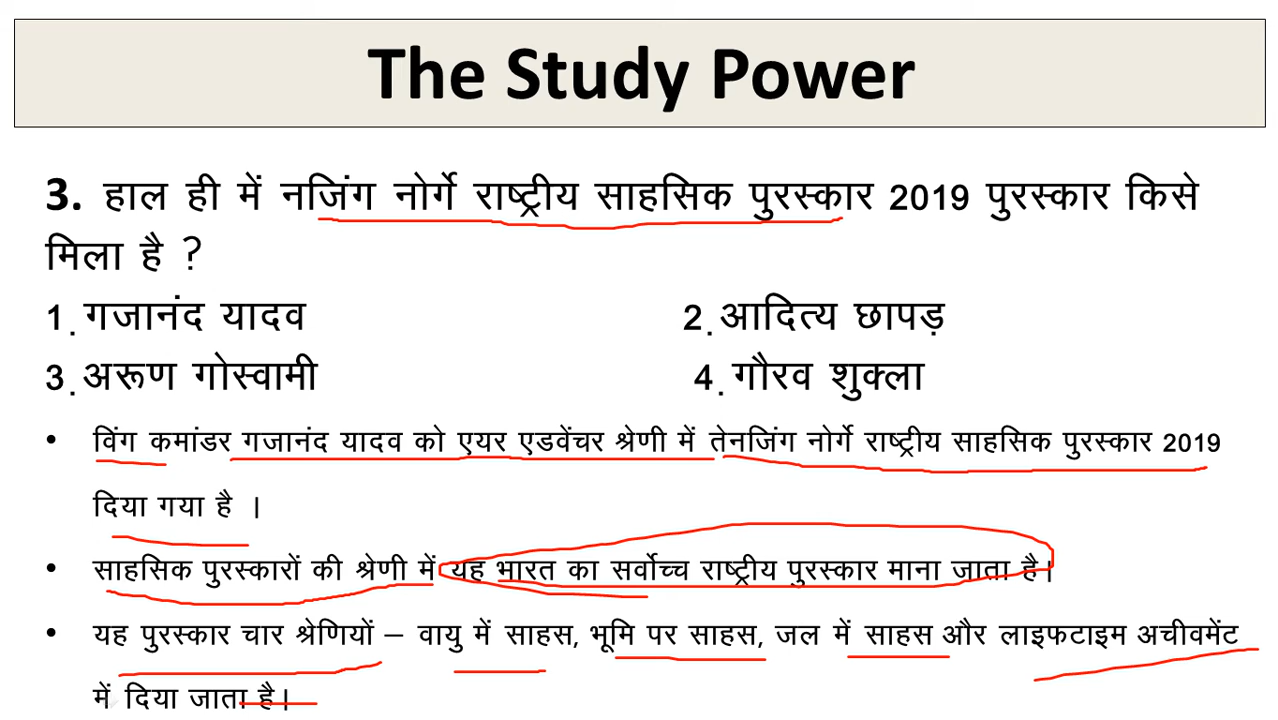 The Study Power
3. हाल ही में नजिंग नोर्गे राष्ट्रीय साहसिक पुरस्कार 2019 पुरस्कार किसे
मिला है ?
1. गजानंद यादव 2. आदित्य छापड़
3. अरूण गोस्वामी 4. गौरव शुक्ला
• विंग कमांडर गजानंद यादव को एयर एडवेंचर श्रेणी में तेनजिंग नोर्गे राष्ट्रीय साहसिक पुरस्कार 2019
दिया गया है ।
• साहसिक पुरस्कारों की श्रेणी में यह भारत का सर्वोच्च राष्ट्रीय पुरस्कार माना जाता है।
• यह पुरस्कार चार श्रेणियों – वायु में साहस, भूमि पर साहस, जल में साहस और लाइफटाइम अचीवमेंट
में दिया जाता है।